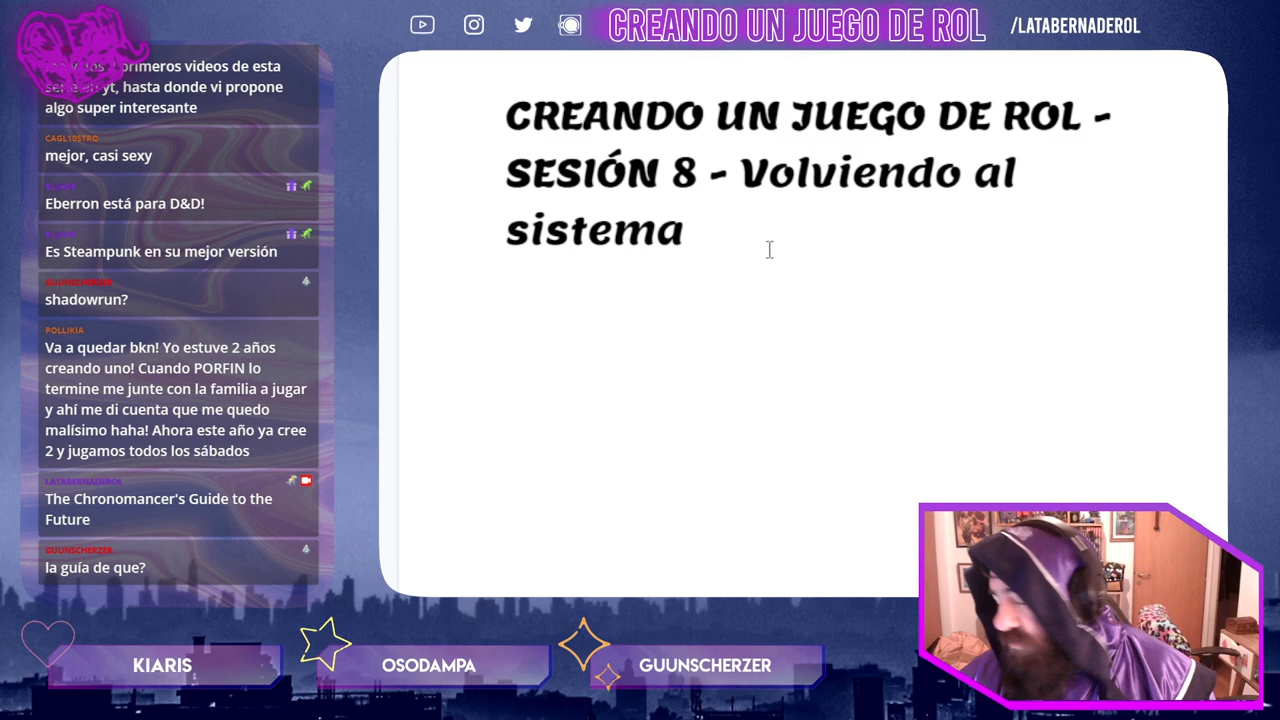 CREANDO UN JUEGO DE ROL
/LATABERNADEROL
primeros videos de esta
yt, hasta donde vi propone
algo super interesante
CAGL10STRO
mejor, casi sexy
Eberron está para D&D!
Es Steampunk en su mejor versión
GUUNSCHERZER
shadowrun?
POLLIKIA
Va a quedar bkn! Yo estuve 2 años
creando uno! Cuando PORFIN lo
termine me junte con la familia a jugar
y ahí me di cuenta que me quedo
malísimo haha! Ahora este año ya cree
2 y jugamos todos los sábados
LATABERNADEROL
The Chronomancer's Guide to the
Future
GUUNSCHERZER
la guía de que?
CREANDO UN JUEGO DE ROL -
SESIÓN 8 - Volviendo al
sistema
KIARIS
OSODAMPA
GUUNSCHERZER